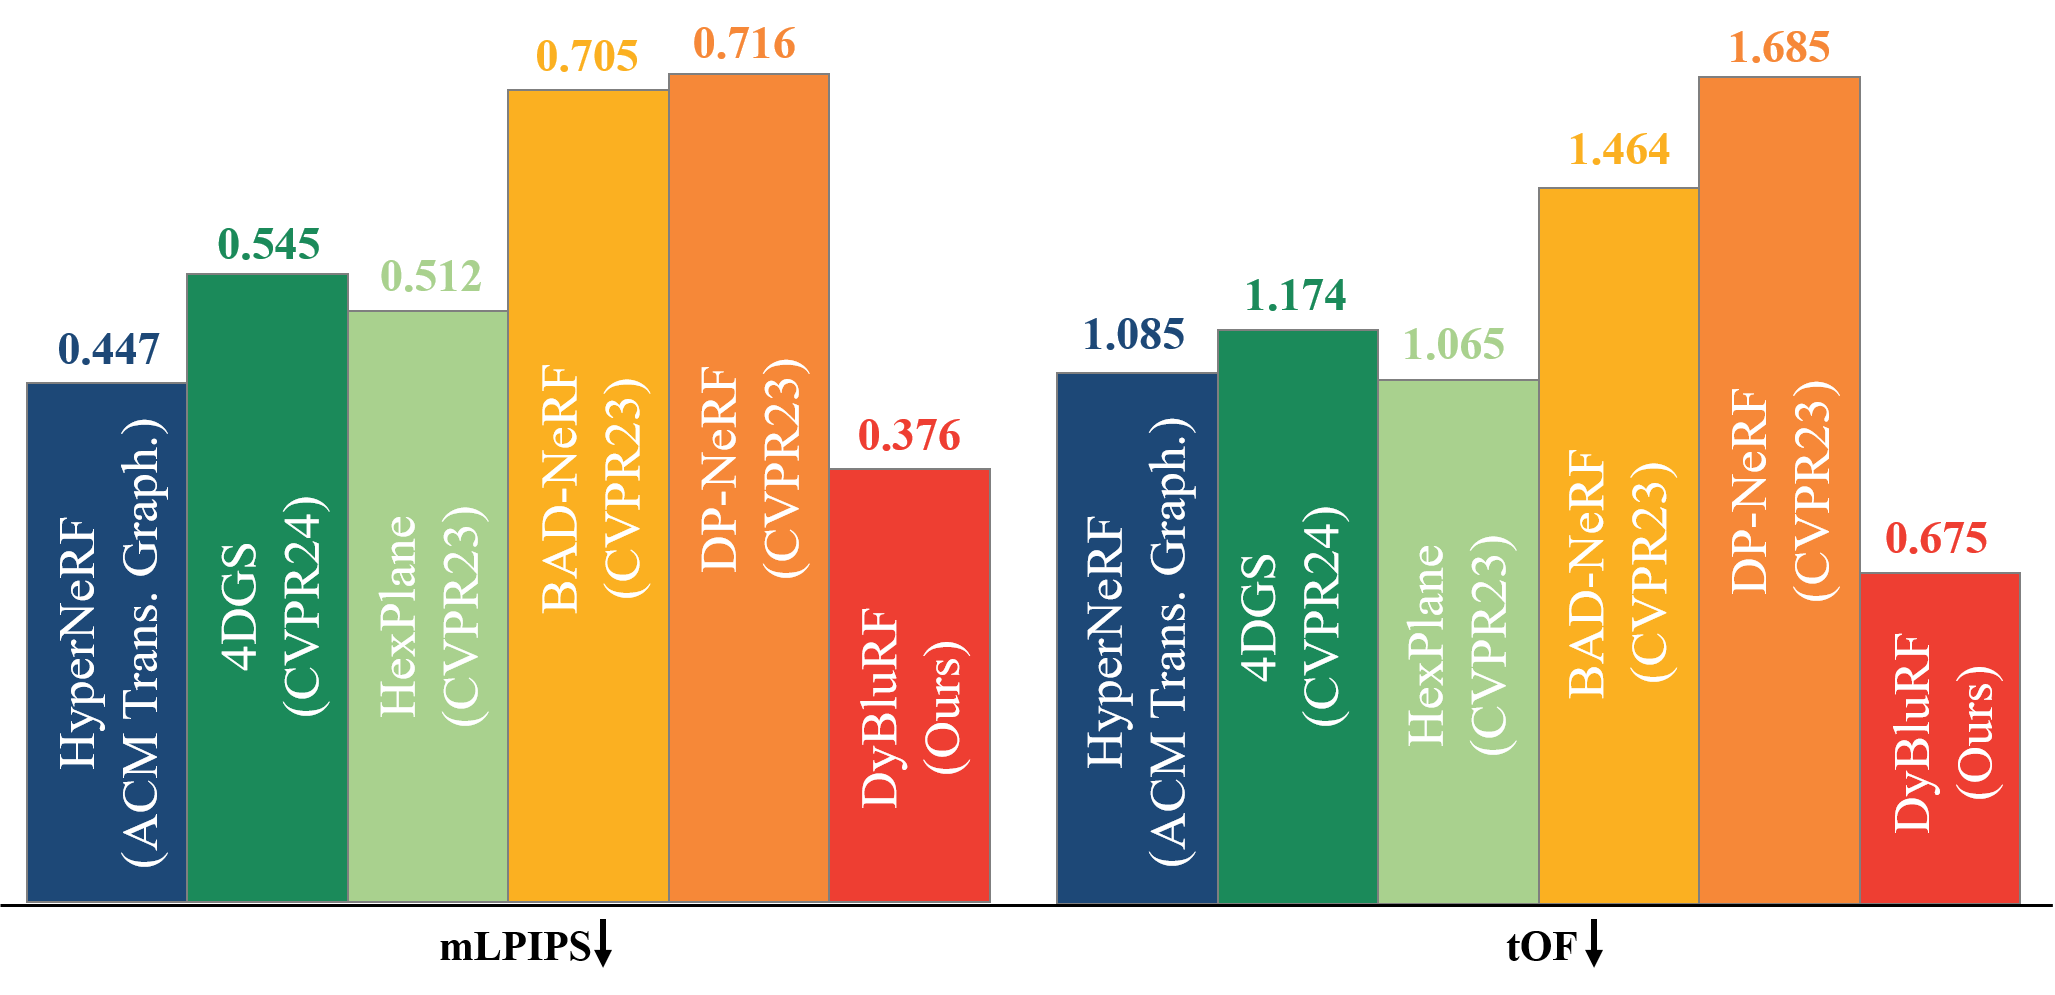 0.447
0.545
0.512
0.705
0.716
0.376
HyperNeRF
(ACM Trans. Graph.)
4DGS
(CVPR24)
HexPlane
(CVPR23)
BAD-NeRF
(CVPR23)
DP-NeRF
(CVPR23)
DyBluRF
(Ours)
mLPIPS↓
1.085
1.174
1.065
1.464
1.685
0.675
HyperNeRF
(ACM Trans. Graph.)
4DGS
(CVPR24)
HexPlane
(CVPR23)
BAD-NeRF
(CVPR23)
DP-NeRF
(CVPR23)
DyBluRF
(Ours)
tOF↓